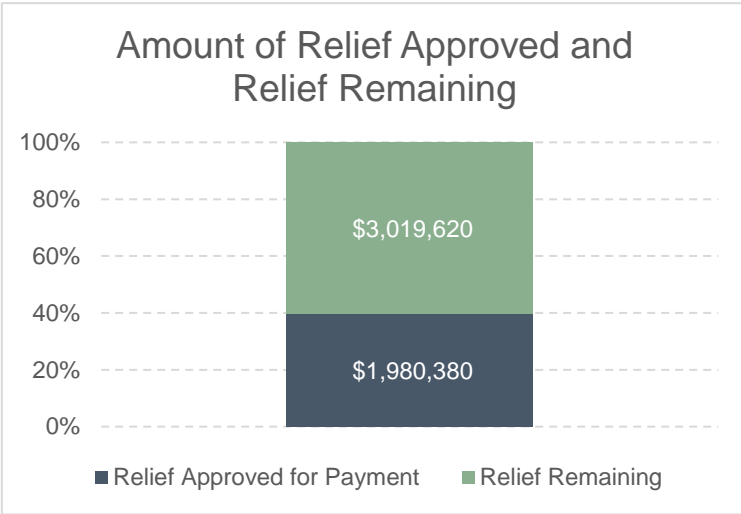 Amount of Relief Approved and
Relief Remaining
100%
80%
60%
40%
20%
0%
$3,019,620
$1,980,380
Relief Approved for Payment
Relief Remaining